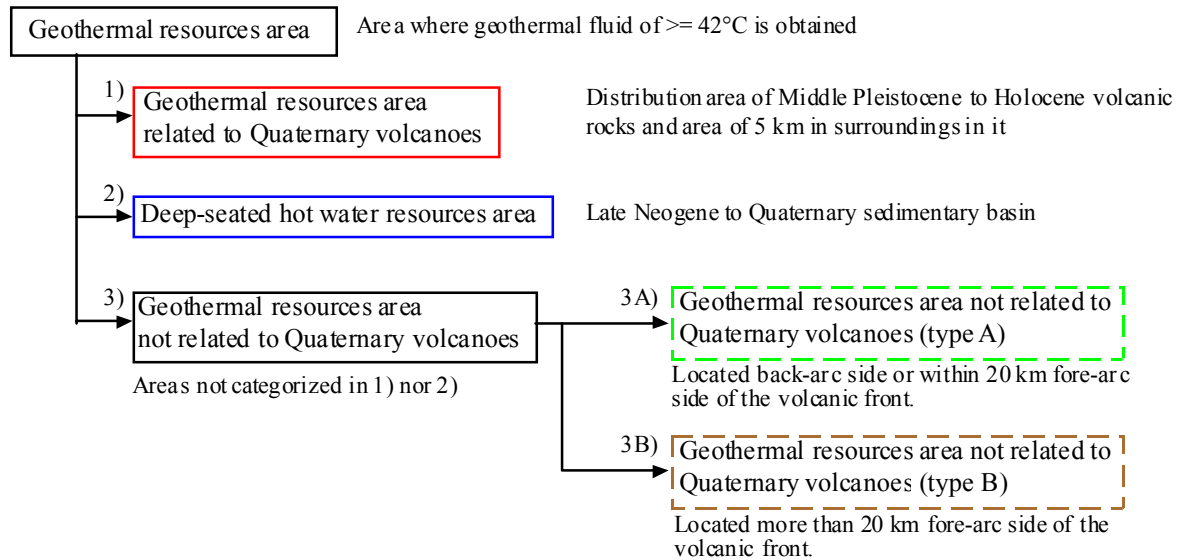 Geothermal resources area
Area where geothermal fluid of >= 42°C is obtained
1)
Geothermal resources area
related to Quaternary volcanoes
Distribution area of Middle Pleistocene to Holocene volcanic
rocks and area of 5 km in surroundings in it
2)
Deep-seated hot water resources area
Late Neogene to Quaternary sedimentary basin
3)
Geothermal resources area
not related to Quaternary volcanoes
Areas not categorized in 1) nor 2)
3A)
Geothermal resources area not related to
Quaternary volcanoes (type A)
Located back-arc side or within 20 km fore-arc
side of the volcanic front.
3B)
Geothermal resources area not related to
Quaternary volcanoes (type B)
Located more than 20 km fore-arc side of the
volcanic front.